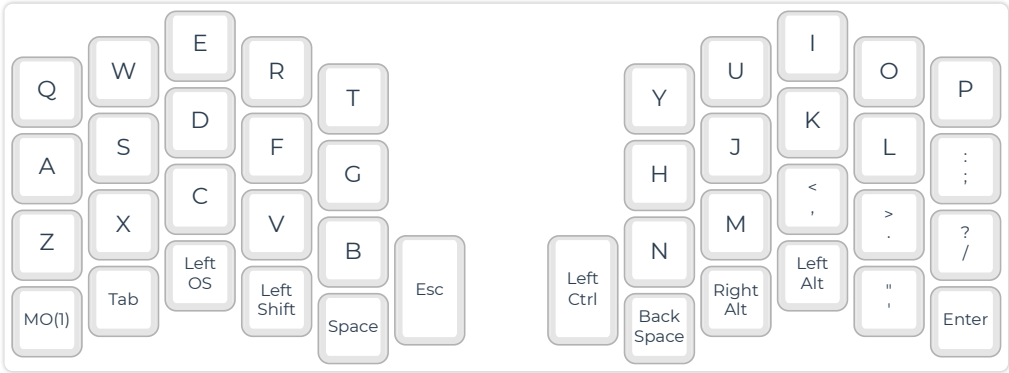 Q W E R T Y U I O P
A S D F G H J K L : ;
Z X C V B N M < , > . ? /
MO(1) Tab Left OS Left Shift Space Esc Left Ctrl Back Space Right Alt Left Alt " ' Enter